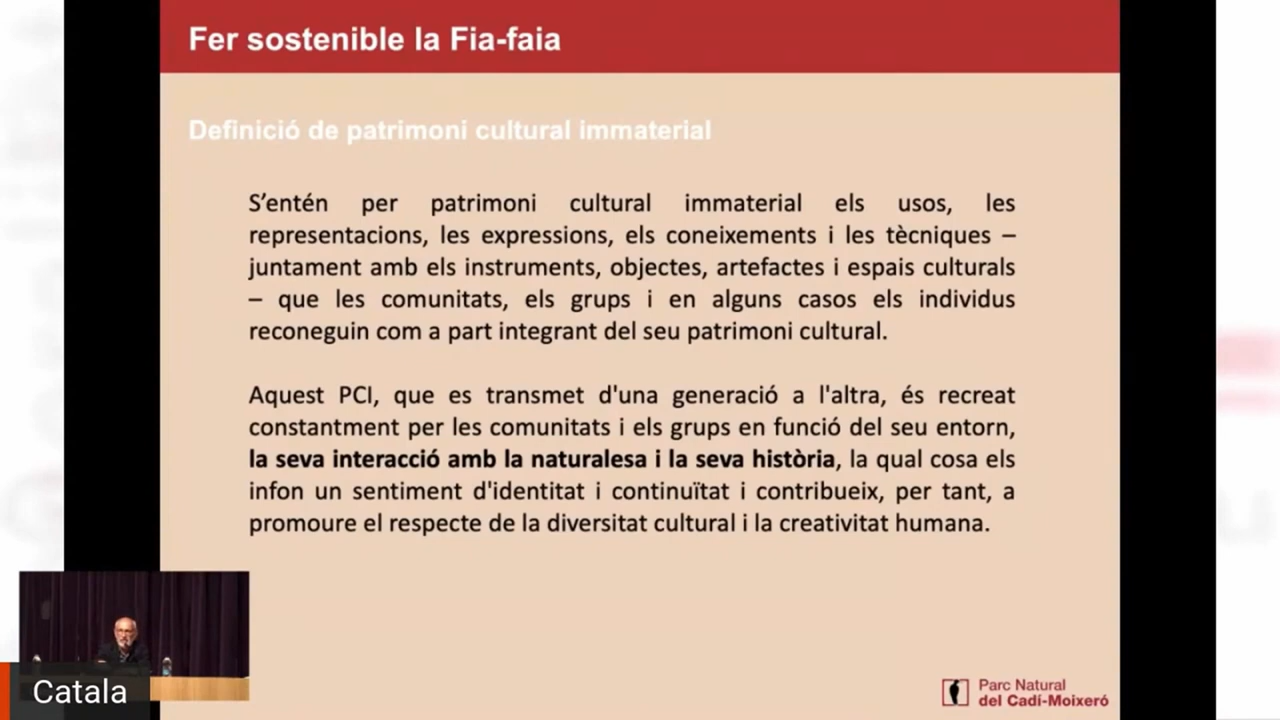 Fer sostenible la Fia-faia
Definició de patrimoni cultural immaterial
S’entén per patrimoni cultural immaterial els usos, les
representacions, les expressions, els coneixements i les tècniques –
juntament amb els instruments, objectes, artefactes i espais culturals
– que les comunitats, els grups i en alguns casos els individus
reconeguin com a part integrant del seu patrimoni cultural.
Aquest PCI, que es transmet d'una generació a l'altra, és recreat
constantment per les comunitats i els grups en funció del seu entorn,
la seva interacció amb la naturalesa i la seva història, la qual cosa els
infon un sentiment d'identitat i continuïtat i contribueix, per tant, a
promoure el respecte de la diversitat cultural i la creativitat humana.
Catala
Parc Natural
del Cadí-Moixeró